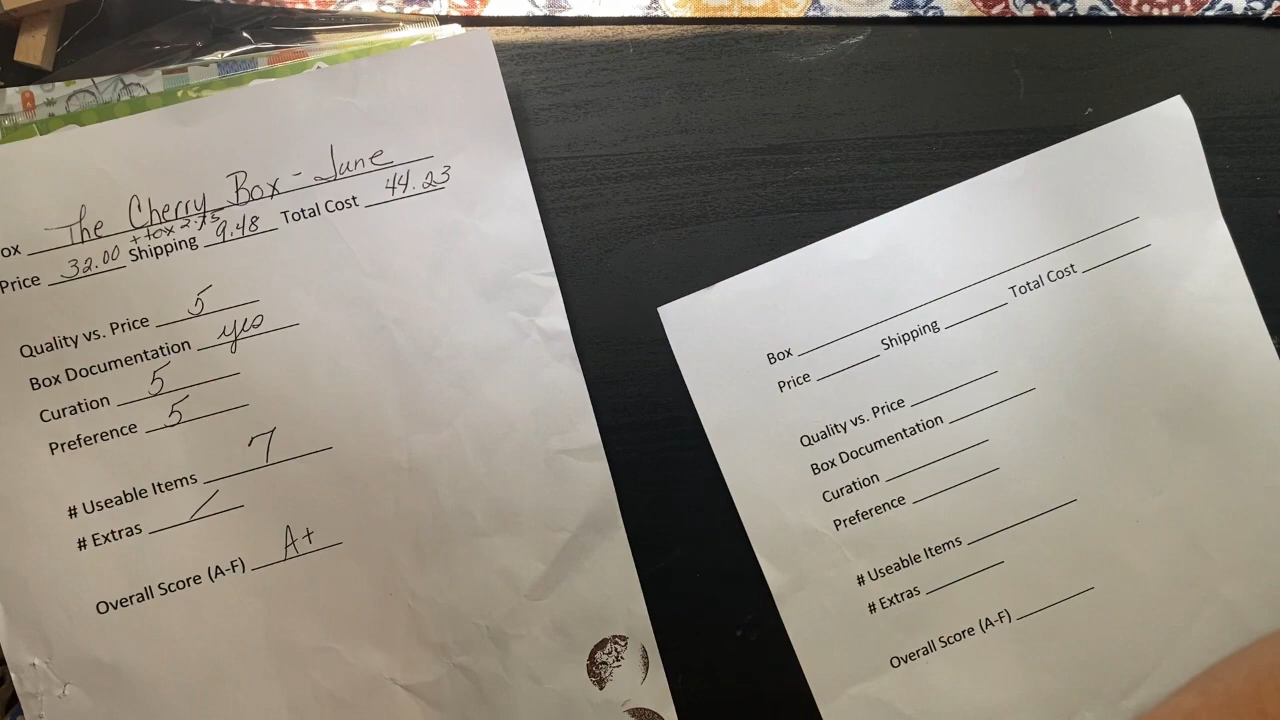 ox The Cherry Box - June
+ tax 2.75
Price 32.00 Shipping 9.48 Total Cost 44.23
Quality vs. Price 5
Box Documentation yes
Curation 5
Preference 5
# Useable Items 7
# Extras /
Overall Score (A-F) A+
Box
Price Shipping Total Cost
Quality vs. Price
Box Documentation
Curation
Preference
# Useable Items
# Extras
Overall Score (A-F)